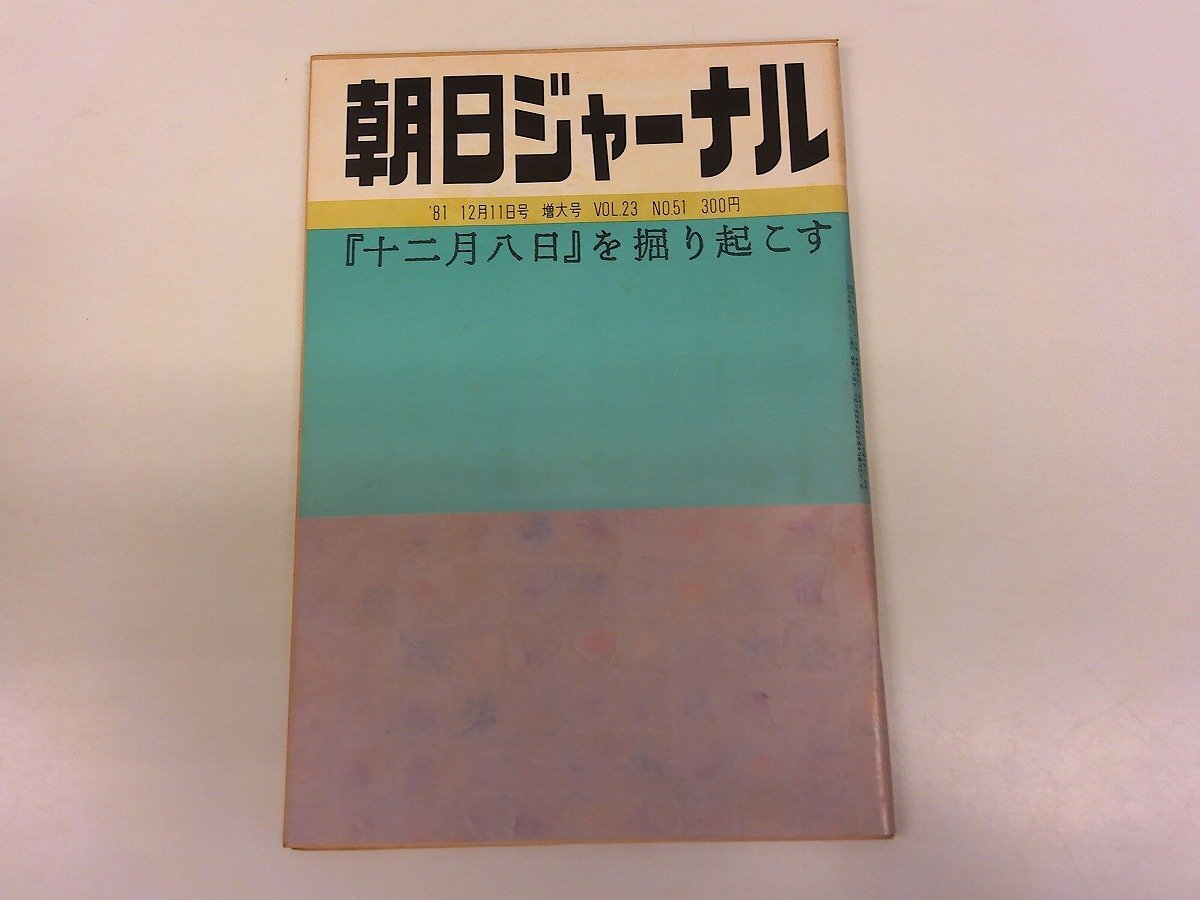 朝日ジャーナル
'81 12月11日号 増大号 VOL.23 NO.51 300円
『十二月八日』を掘り起こす